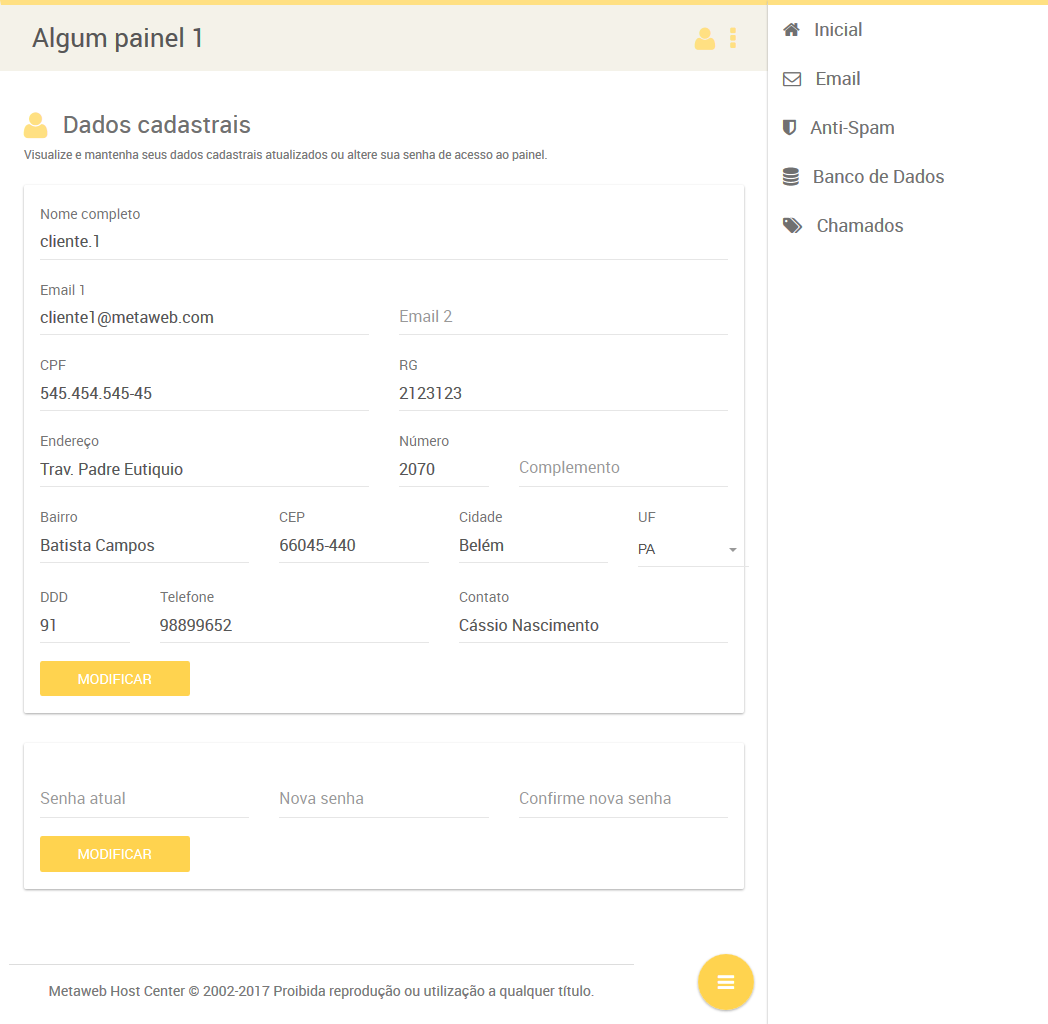 Algum painel 1
Dados cadastrais
Visualize e mantenha seus dados cadastrais atualizados ou altere sua senha de acesso ao painel.
Nome completo
cliente.1
Email 1
cliente1@metaweb.com
Email 2
CPF
545.454.545-45
RG
2123123
Endereço
Trav. Padre Eutiquio
Número
2070
Complemento
Bairro
Batista Campos
CEP
66045-440
Cidade
Belém
UF
PA
DDD
91
Telefone
98899652
Contato
Cássio Nascimento
MODIFICAR
Senha atual
Nova senha
Confirme nova senha
MODIFICAR
Metaweb Host Center © 2002-2017 Proibida reprodução ou utilização a qualquer título.
Inicial
Email
Anti-Spam
Banco de Dados
Chamados